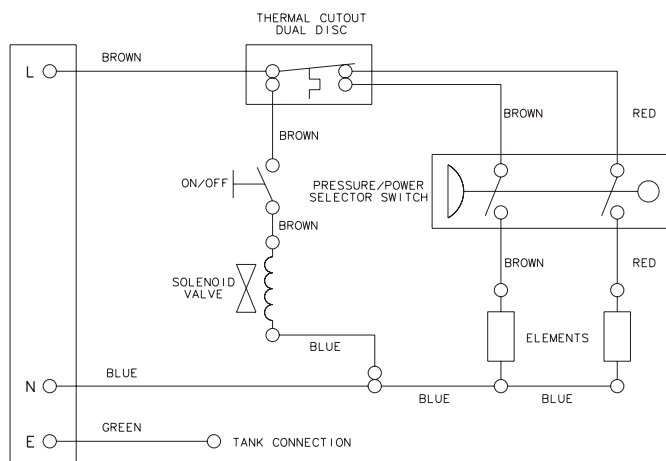 THERMAL CUTOUT
DUAL DISC
BROWN
L
BROWN
BROWN
RED
ON/OFF
PRESSURE/POWER
SELECTOR SWITCH
BROWN
BROWN
RED
SOLENOID
VALVE
ELEMENTS
BLUE
N
BLUE
BLUE
BLUE
GREEN
E
TANK CONNECTION